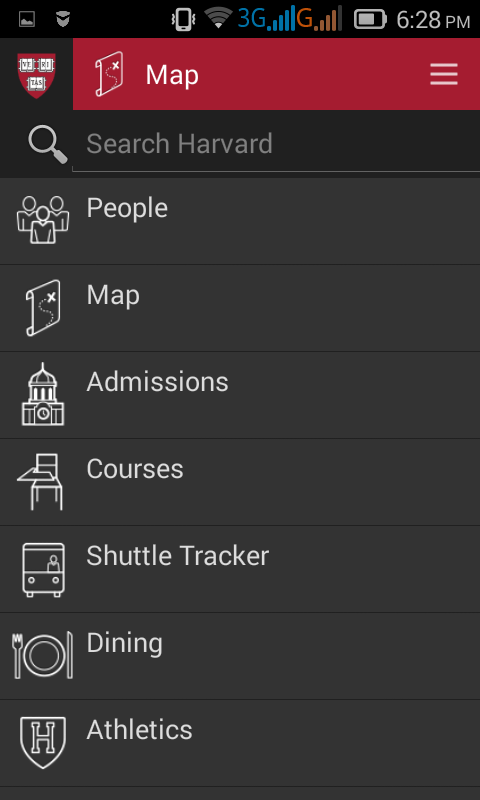 3G G 6:28 PM
VE RI TAS
Map
Search Harvard
People
Map
Admissions
Courses
Shuttle Tracker
Dining
H
Athletics